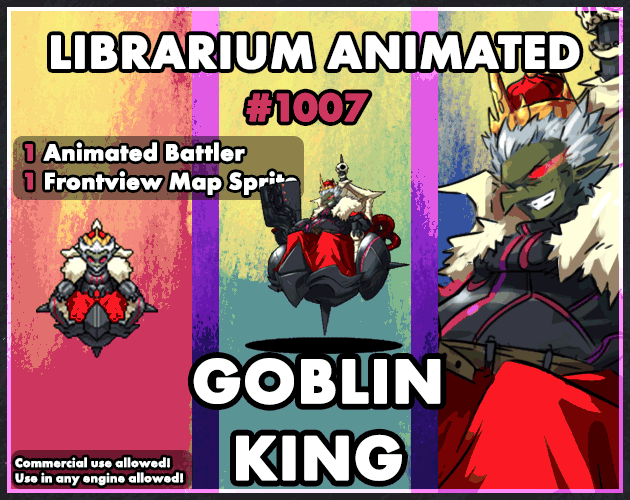 LIBRARIUM ANIMATED
#1007
1 Animated Battler
1 Frontview Map Sprite
GOBLIN
KING
Commercial use allowed!
Use in any engine allowed!